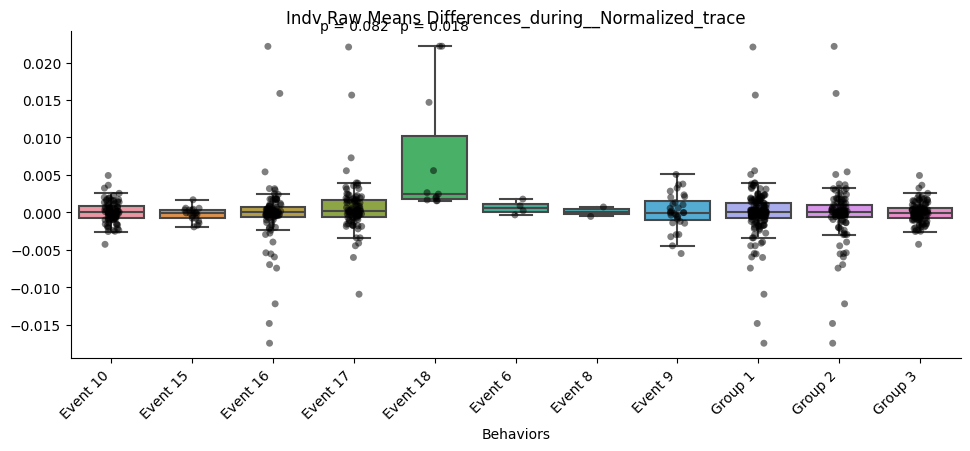 Indv Raw Means Differences_during__Normalized_trace
p = 0.082 p = 0.018
0.020
0.015
0.010
0.005
0.000
−0.005
−0.010
−0.015
Event 10
Event 15
Event 16
Event 17
Event 18
Event 6
Event 8
Event 9
Group 1
Group 2
Group 3
Behaviors